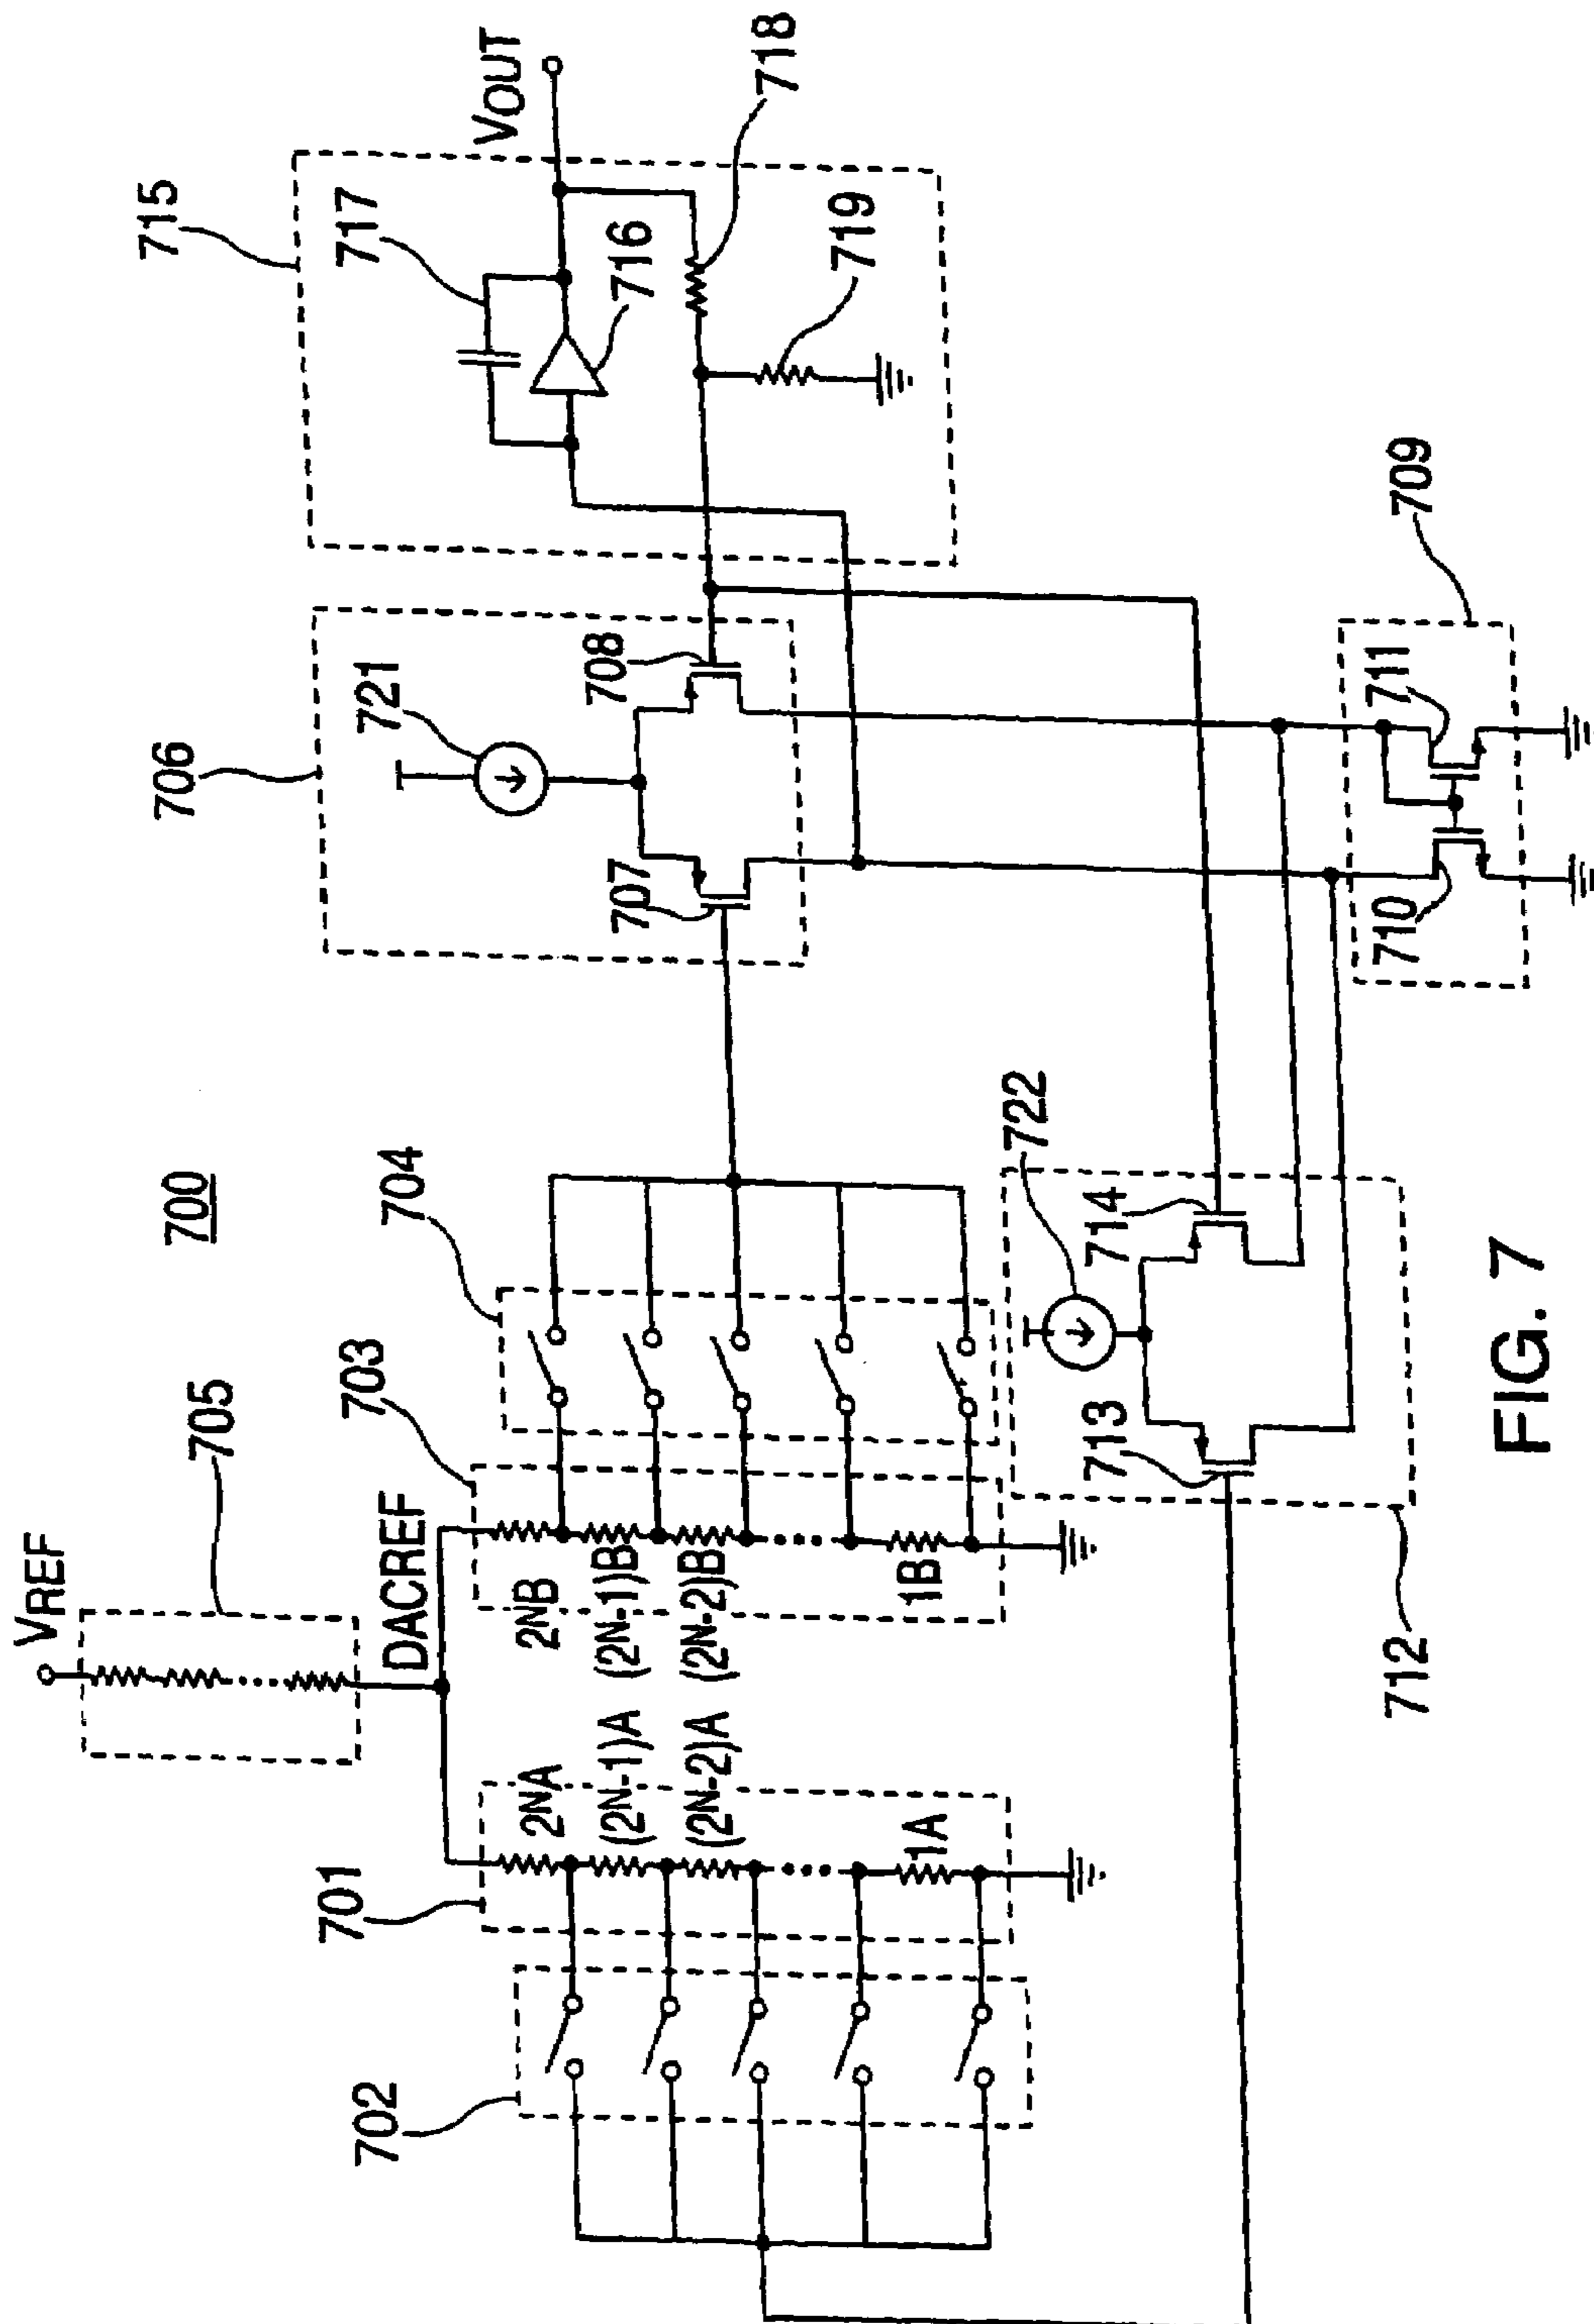 700
VREF
705
DACREF
701
702
703
704
2NA
(2N-1)A
(2N-2)A
1A
2NB
(2N-1)B
(2N-2)B
1B
706
721
707
708
715
717
716
VOUT
718
719
722
713
714
712
709
710
711
FIG. 7